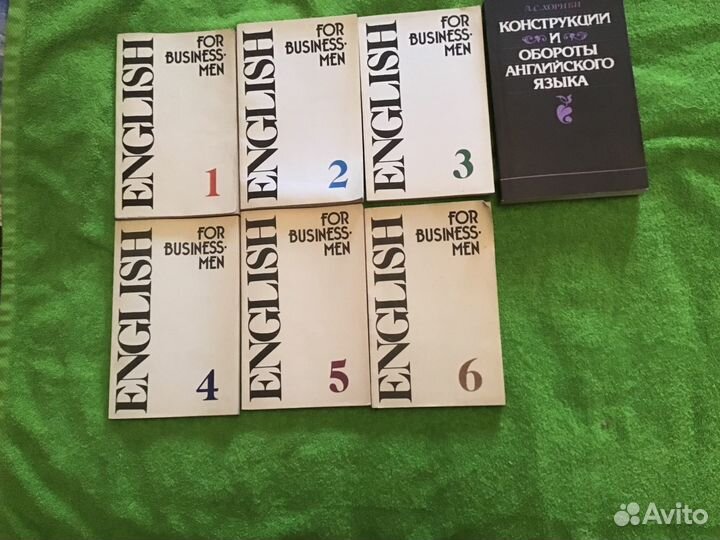 ENGLISH
FOR
BUSINESS-
MEN
1
ENGLISH
FOR
BUSINESS-
MEN
2
ENGLISH
FOR
BUSINESS-
MEN
3
А.С.ХОРНБИ
КОНСТРУКЦИИ
И
ОБОРОТЫ
АНГЛИЙСКОГО
ЯЗЫКА
ENGLISH
FOR
BUSINESS-
MEN
4
ENGLISH
FOR
BUSINESS-
MEN
5
ENGLISH
FOR
BUSINESS-
MEN
6
Avito